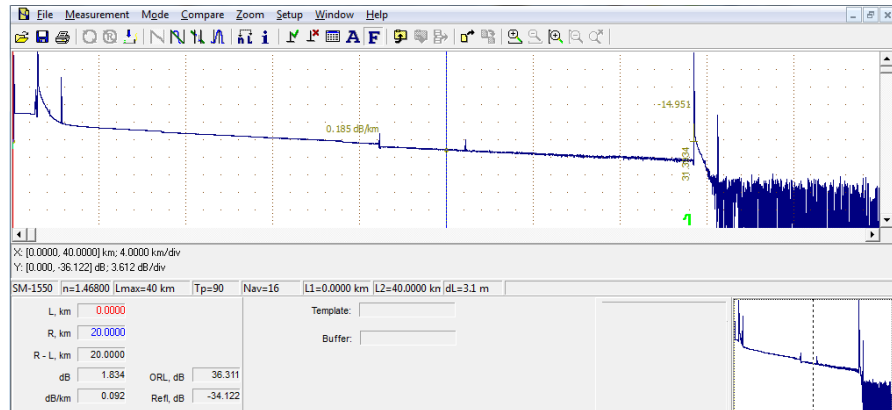 File Measurement Mode Compare Zoom Setup Window Help
-14.951
0.185 dB/km
1
X: [0.0000, 40.0000] km; 4.0000 km/div
Y: [0.000, -36.122] dB; 3.612 dB/div
SM-1550 n=1.46800 Lmax=40 km Tp=90 Nav=16 L1=0.0000 km L2=40.0000 kn dL=3.1 m
L, km 0.0000 Template:
R, km 20.0000 Buffer:
R - L, km 20.0000
dB 1.834 ORL, dB 36.311
dB/km 0.092 Refl, dB -34.122